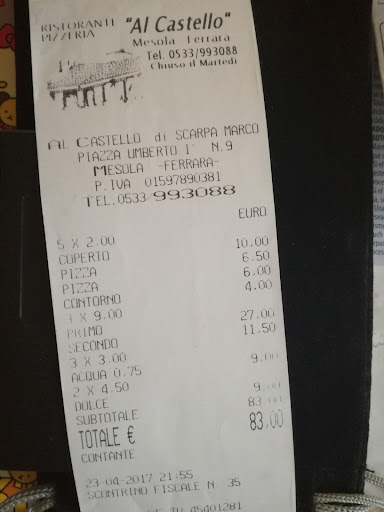 RISTORANTE
PIZZERIA
"Al Castello"
Mesola Ferrara
Tel. 0533/993088
Chiuso il Martedì
AL CASTELLO di SCARPA MARCO
PIAZZA UMBERTO 1° N.9
MESOLA -FERRARA-
P.IVA 01597890381
TEL.0533/993088
EURO
5 X 2.00
COPERTO 10.00
PIZZA 6.50
PIZZA 6.00
CONTORNO 4.00
3 X 9.00
PRIMO 27.00
SECONDO 11.50
3 X 3.00
ACQUA 0.75 9.00
2 X 4.50
DOLCE 9.00
SUBTOTALE 83.00
TOTALE € 83,00
CONTANTE
23-04-2017 21:55
SCONTRINO FISCALE N. 35
45401281